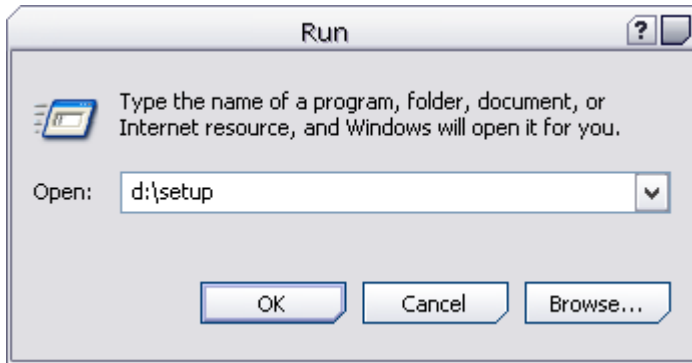 Run
?
Type the name of a program, folder, document, or
Internet resource, and Windows will open it for you.
Open: d:\setup
OK Cancel Browse...